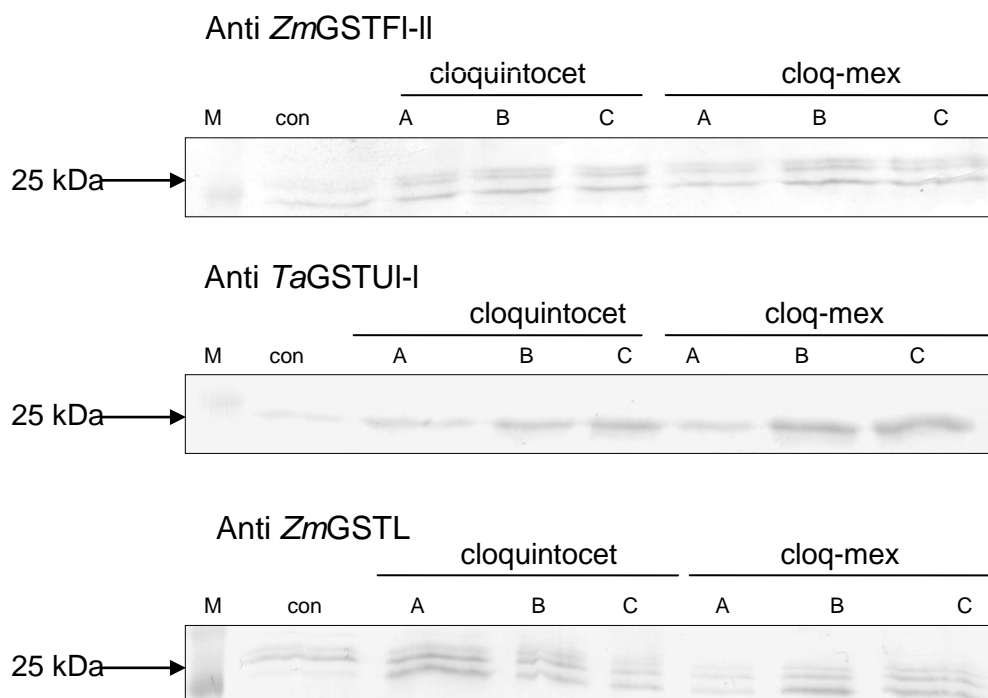 Anti ZmGSTFI-II
cloquintocet cloq-mex
M con A B C A B C
25 kDa
Anti TaGSTUI-I
cloquintocet cloq-mex
M con A B C A B C
25 kDa
Anti ZmGSTL
cloquintocet cloq-mex
M con A B C A B C
25 kDa